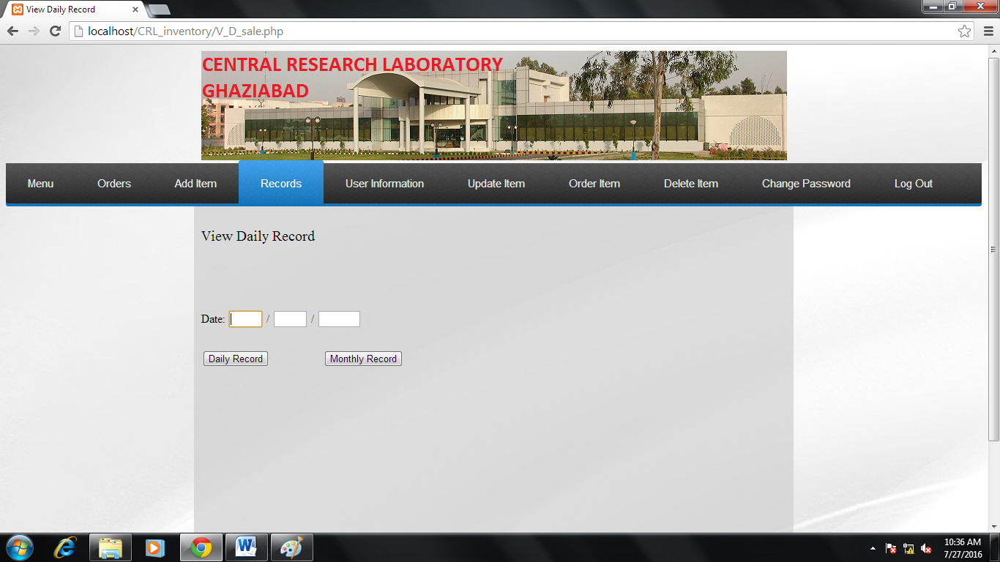 View Daily Record
localhost/CRL_inventory/V_D_sale.php
CENTRAL RESEARCH LABORATORY
GHAZIABAD
Menu Orders Add Item Records User Information Update Item Order Item Delete Item Change Password Log Out
View Daily Record
Date: / /
Daily Record Monthly Record
10:36 AM
7/27/2016